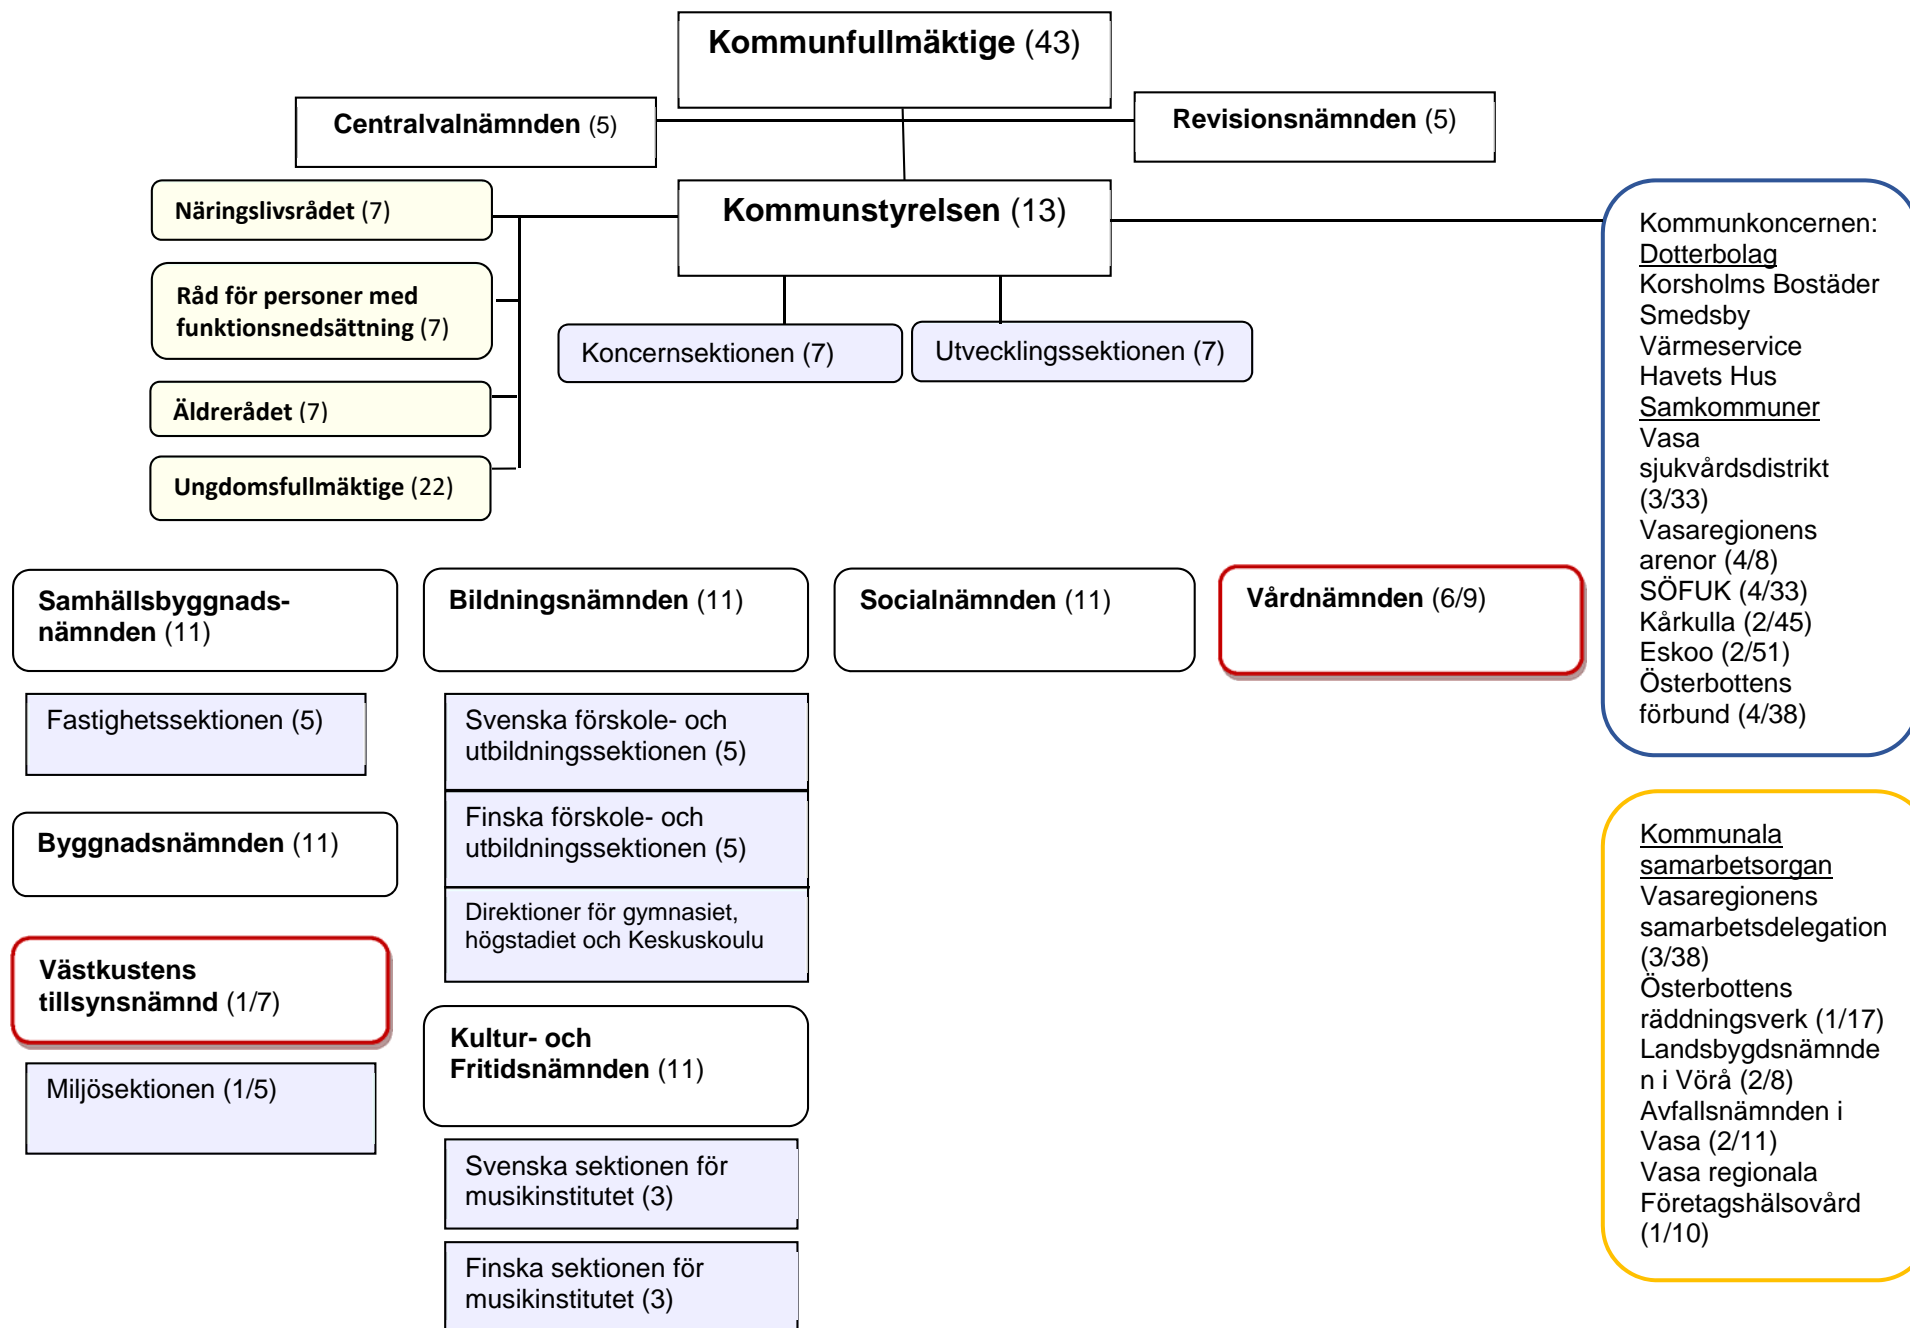 Kommunfullmäktige (43)
Centralvalnämnden (5)
Revisionsnämnden (5)
Kommunstyrelsen (13)
Näringslivsrådet (7)
Råd för personer med
funktionsnedsättning (7)
Äldrerådet (7)
Ungdomsfullmäktige (22)
Koncernsektionen (7)
Utvecklingssektionen (7)
Kommunkoncernen:
Dotterbolag
Korsholms Bostäder
Smedsby
Värmeservice
Havets Hus
Samkommuner
Vasa
sjukvårdsdistrikt
(3/33)
Vasaregionens
arenor (4/8)
SÖFUK (4/33)
Kårkulla (2/45)
Eskoo (2/51)
Österbottens
förbund (4/38)
Samhällsbyggnads-
nämnden (11)
Fastighetssektionen (5)
Byggnadsnämnden (11)
Västkustens
tillsynsnämnd (1/7)
Miljösektionen (1/5)
Bildningsnämnden (11)
Svenska förskole- och
utbildningssektionen (5)
Finska förskole- och
utbildningssektionen (5)
Direktioner för gymnasiet,
högstadiet och Keskuskoulu
Kultur- och
Fritidsnämnden (11)
Svenska sektionen för
musikinstitutet (3)
Finska sektionen för
musikinstitutet (3)
Socialnämnden (11)
Vårdnämnden (6/9)
Kommunala
samarbetsorgan
Vasaregionens
samarbetsdelegation
(3/38)
Österbottens
räddningsverk (1/17)
Landsbygdsnämnde
n i Vörå (2/8)
Avfallsnämnden i
Vasa (2/11)
Vasa regionala
Företagshälsovård
(1/10)